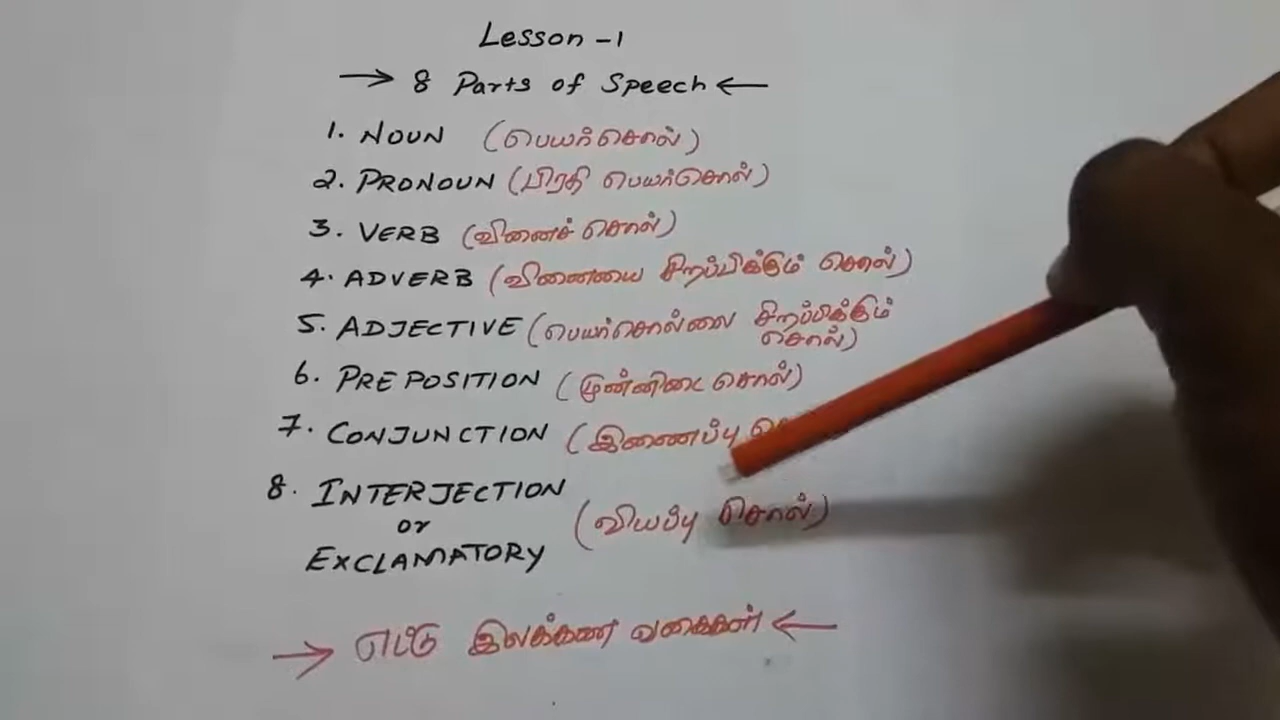 Lesson -1
→ 8 Parts of Speech ←
1. NOUN (பெயர்சொல்)
2. PRONOUN (பிரதி பெயர்சொல்)
3. VERB (வினைச் சொல்)
4. ADVERB (வினையை சிறப்பிக்கும் சொல்)
5. ADJECTIVE (பெயர்சொல்லை சிறப்பிக்கும்
சொல்)
6. PREPOSITION (முன்னிடை சொல்)
7. CONJUNCTION (இணைப்பு
8. INTERJECTION
or
EXCLAMATORY (வியப்பு சொல்)
→ எட்டு இலக்கண வகைகள் ←